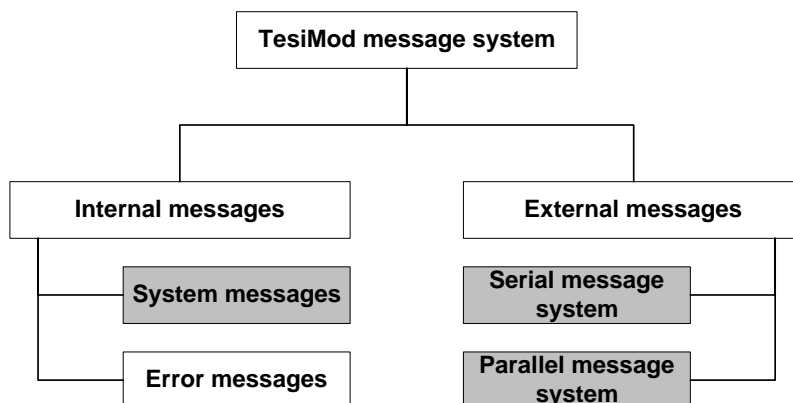 TesiMod message system
Internal messages
External messages
System messages
Serial message
system
Error messages
Parallel message
system